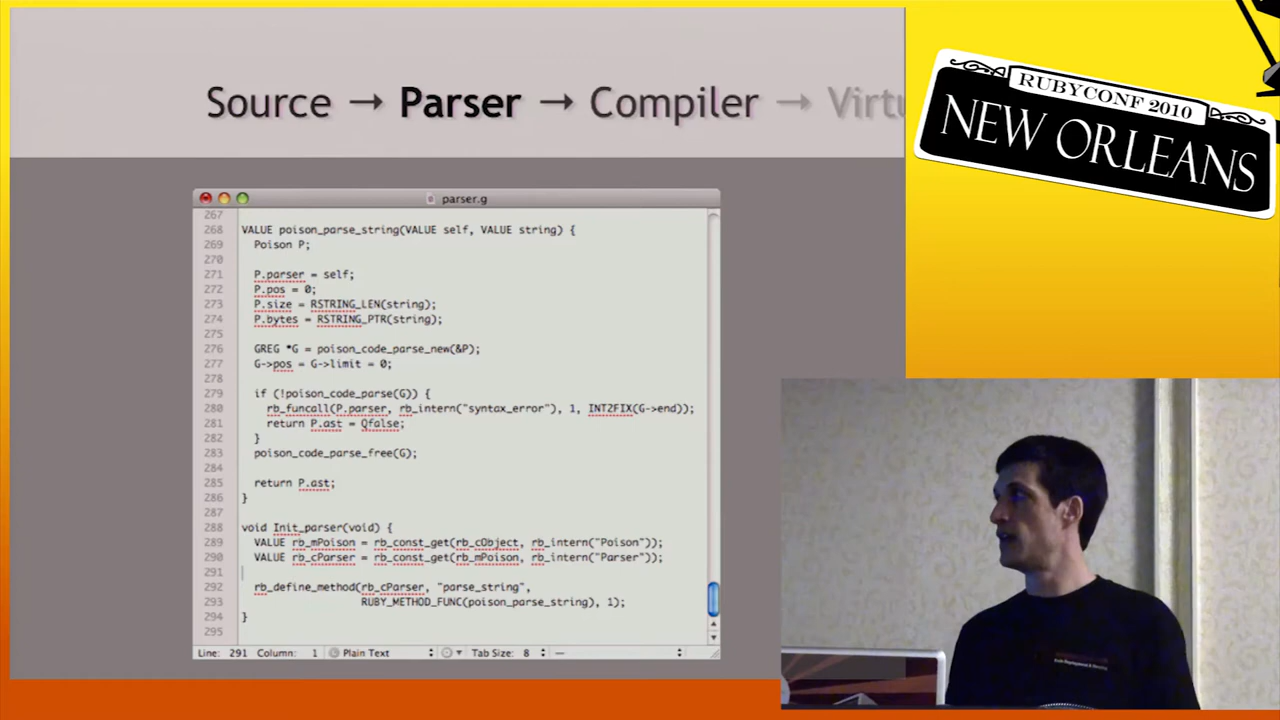 Source → Parser → Compiler → Virtu
RUBYCONF 2010
NEW ORLEANS
parser.g
267
268 VALUE poison_parse_string(VALUE self, VALUE string) {
269 Poison P;
270
271 P.parser = self;
272 P.pos = 0;
273 P.size = RSTRING_LEN(string);
274 P.bytes = RSTRING_PTR(string);
275
276 GREG *G = poison_code_parse_new(&P);
277 G->pos = G->limit = 0;
278
279 if (!poison_code_parse(G)) {
280 rb_funcall(P.parser, rb_intern("syntax_error"), 1, INT2FIX(G->end));
281 return P.ast = Qfalse;
282 }
283 poison_code_parse_free(G);
284
285 return P.ast;
286 }
287
288 void Init_parser(void) {
289 VALUE rb_mPoison = rb_const_get(rb_cObject, rb_intern("Poison"));
290 VALUE rb_cParser = rb_const_get(rb_mPoison, rb_intern("Parser"));
291
292 rb_define_method(rb_cParser, "parse_string",
293 RUBY_METHOD_FUNC(poison_parse_string), 1);
294 }
295
Line: 291 Column: 1 Plain Text Tab Size: 8 —